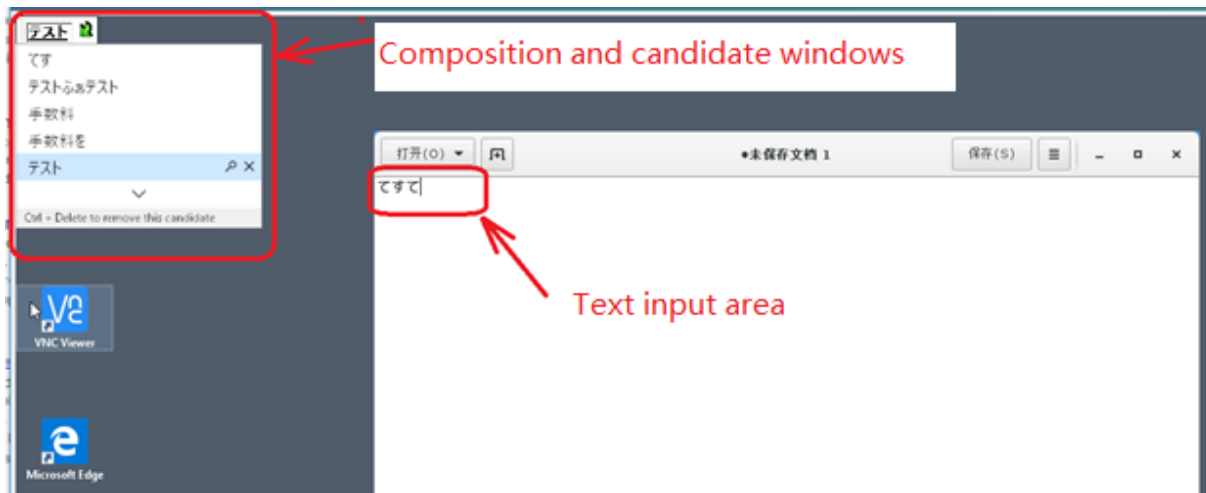 テスト
てす
テストふぁテスト
手数料
手数料を
テスト
Ctrl + Delete to remove this candidate
Composition and candidate windows
打开(O)
•未保存文档 1
保存(S)
てすて
Text input area
VNC Viewer
Microsoft Edge